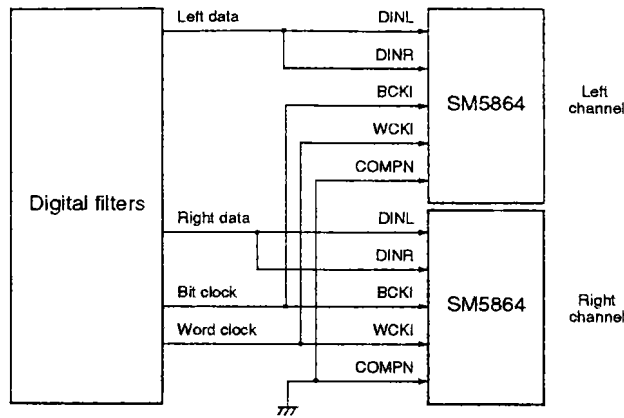 Left data
DINL
DINR
BCKI
WCKI
COMPN
SM5864
Left
channel
Digital filters
Right data
DINL
DINR
Bit clock
BCKI
Word clock
WCKI
COMPN
SM5864
Right
channel